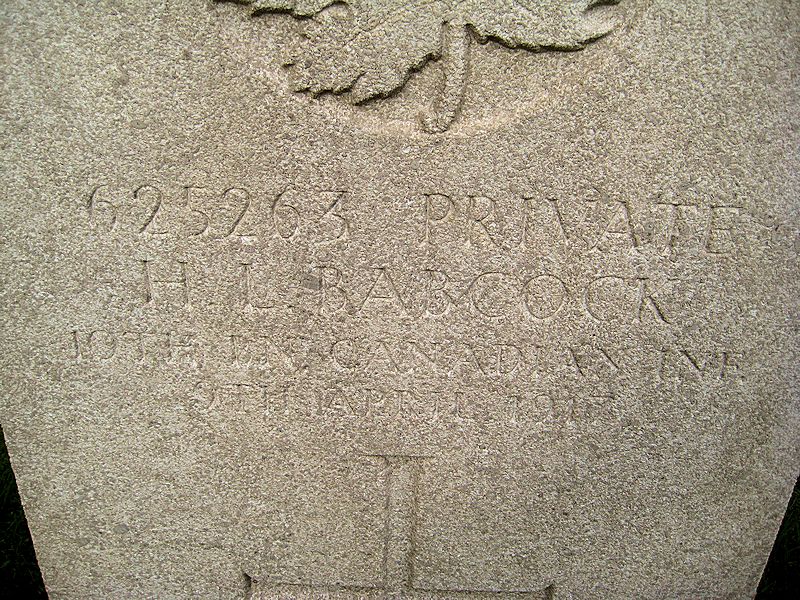 625263 PRIVATE
H. L. BABCOCK
10TH BN. CANADIAN INF.
9TH APRIL 1917